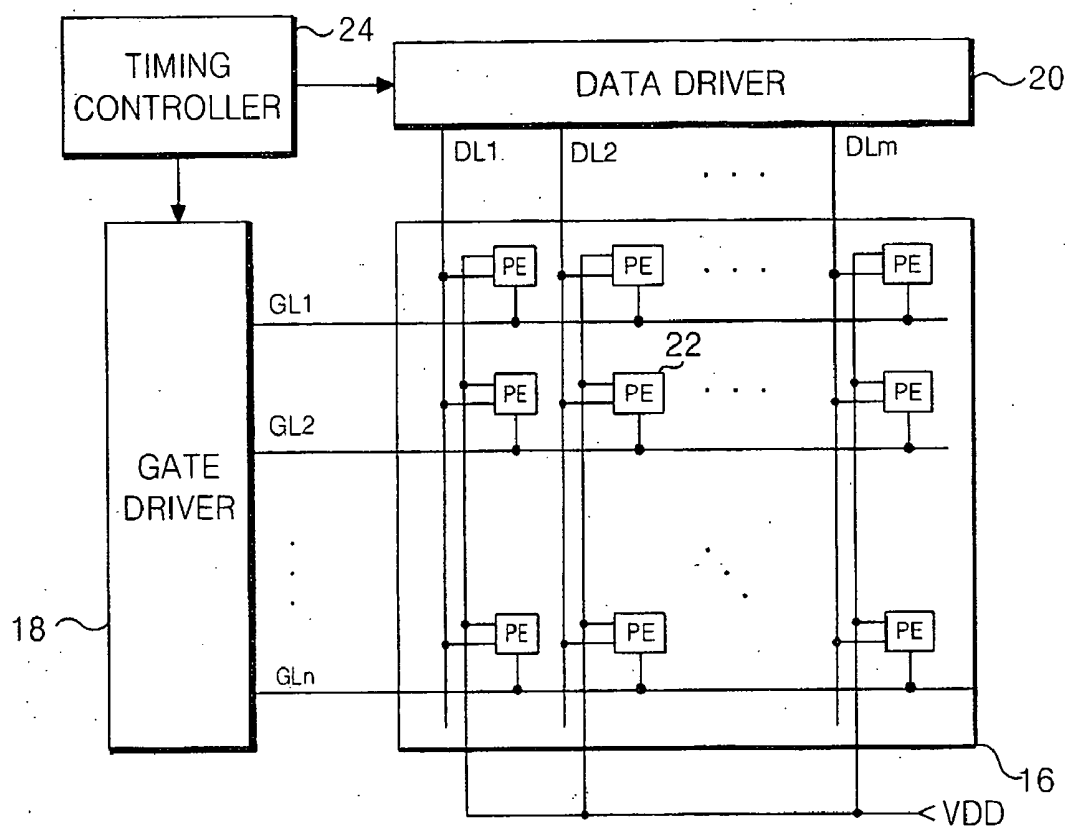 24
TIMING
CONTROLLER
DATA DRIVER
20
DL1
DL2
DLm
. . .
PE
PE
. . .
PE
GL1
22
PE
PE
. . .
PE
GL2
GATE
DRIVER
18
PE
PE
PE
GLn
16
VDD